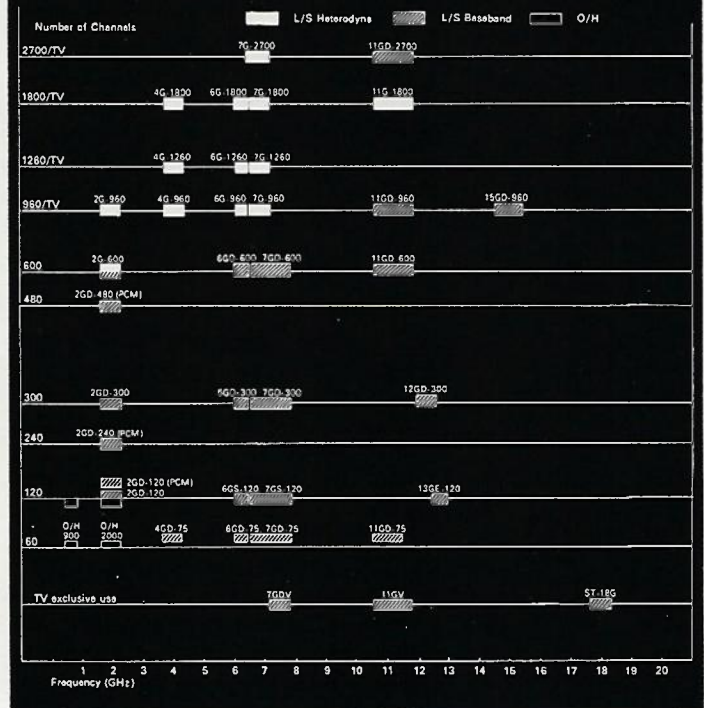 L/S Heterodyne L/S Baseband O/H
Number of Channels
7G-2700 11GD-2700
2700/TV
4G-1800 6G-1800 7G-1800 11G-1800
1800/TV
4G-1260 6G-1260 7G-1260
1260/TV
2G-960 4G-960 6G-960 7G-960 11GD-960 15GD-960
960/TV
2G-600 6GD-600 7GD-600 11GD-600
600
2GD-480 (PCM)
480
2GD-300 6GD-300 7GD-300 12GD-300
300
2GD-240 (PCM)
240
2GD-120 (PCM)
2GD-120 6GS-120 7GS-120 13GE-120
120
O/H O/H 4GD-75 6GD-75 7GD-75 11GD-75
900 2000
60
7GDV 11GV ST-18G
TV exclusive use
1 2 3 4 5 6 7 8 9 10 11 12 13 14 15 16 17 18 19 20
Frequency (GHz)